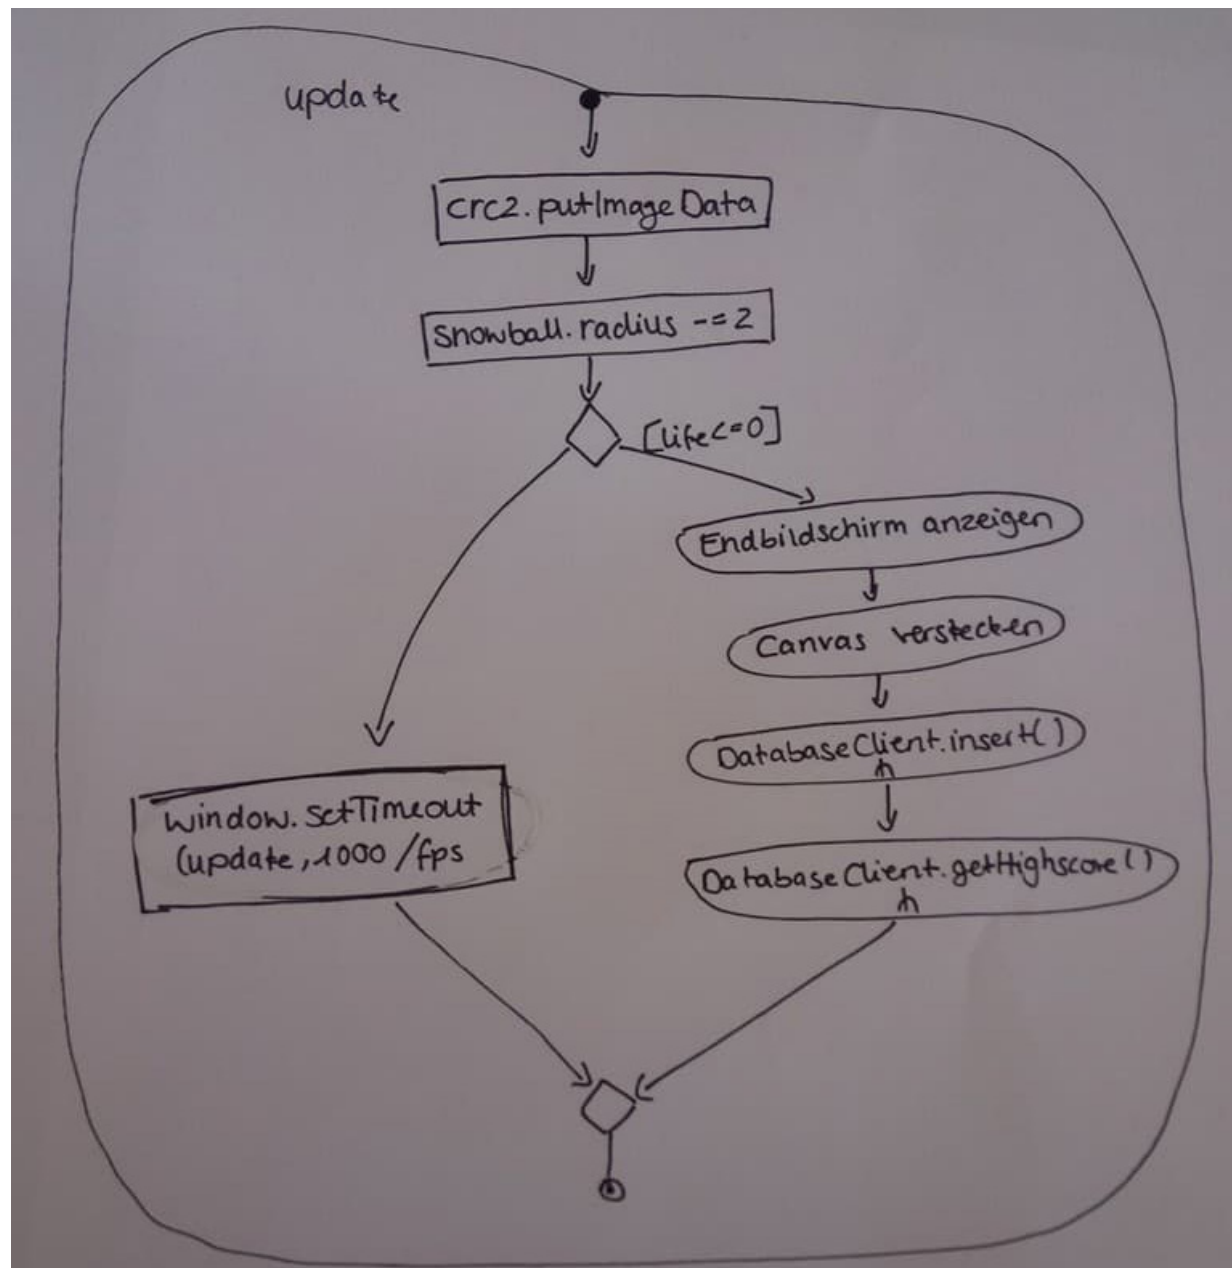 update
crc2.putImageData
Snowball.radius -=2
[life<=0]
Endbildschirm anzeigen
Canvas verstecken
DatabaseClient.insert()
window.setTimeout
(update, 1000/fps
DatabaseClient.getHighscore()